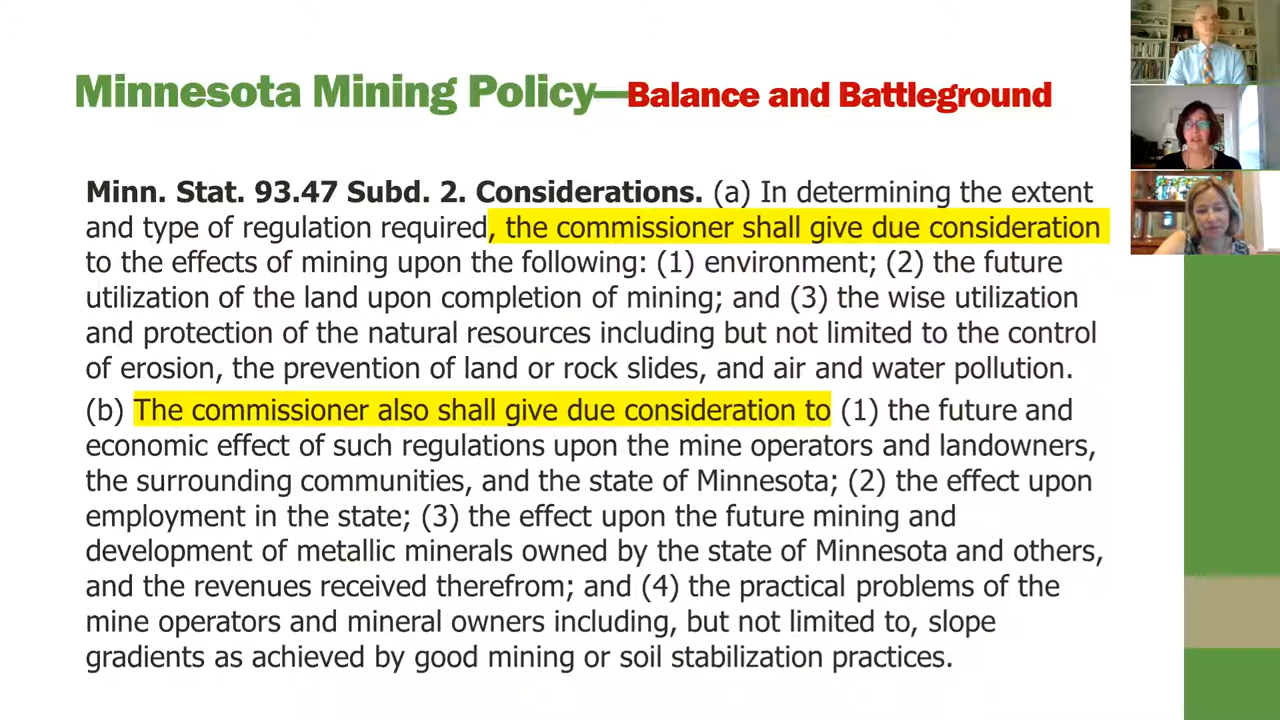 Minnesota Mining Policy—Balance and Battleground
Minn. Stat. 93.47 Subd. 2. Considerations. (a) In determining the extent
and type of regulation required, the commissioner shall give due consideration
to the effects of mining upon the following: (1) environment; (2) the future
utilization of the land upon completion of mining; and (3) the wise utilization
and protection of the natural resources including but not limited to the control
of erosion, the prevention of land or rock slides, and air and water pollution.
(b) The commissioner also shall give due consideration to (1) the future and
economic effect of such regulations upon the mine operators and landowners,
the surrounding communities, and the state of Minnesota; (2) the effect upon
employment in the state; (3) the effect upon the future mining and
development of metallic minerals owned by the state of Minnesota and others,
and the revenues received therefrom; and (4) the practical problems of the
mine operators and mineral owners including, but not limited to, slope
gradients as achieved by good mining or soil stabilization practices.